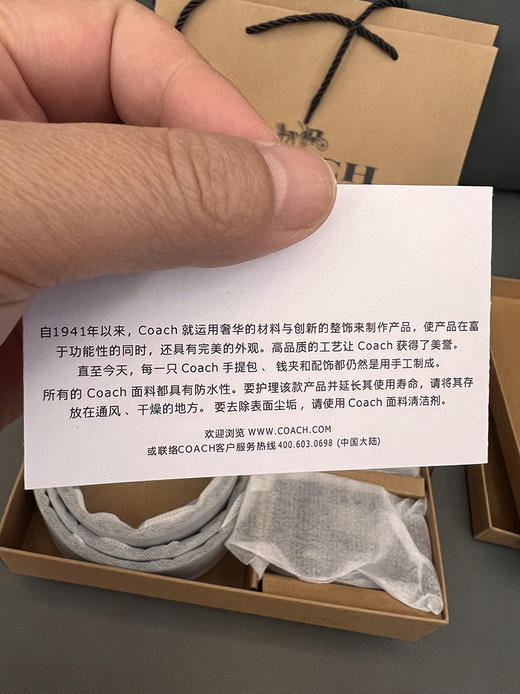 自1941年以来，Coach 就运用奢华的材料与创新的整饰来制作产品，使产品在富
于功能性的同时，还具有完美的外观。高品质的工艺让 Coach 获得了美誉。
直至今天，每一只 Coach 手提包 、钱夹和配饰都仍然是用手工制成。
所有的 Coach 面料都具有防水性。要护理该款产品并延长其使用寿命，请将其存
放在通风 、干燥的地方。 要去除表面尘垢 , 请使用 Coach 面料清洁剂。
欢迎浏览 WWW.COACH.COM
或联络COACH客户服务热线 400.603.0698 (中国大陆)